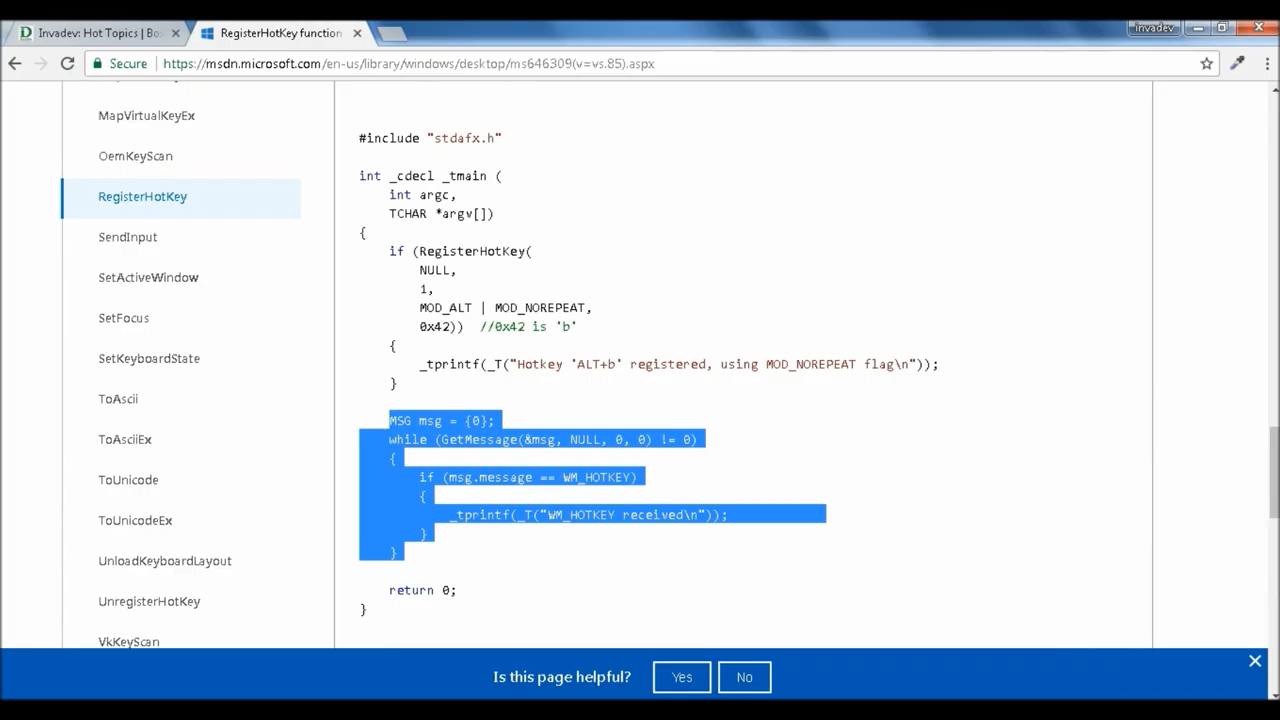 Invadev: Hot Topics | Bo
RegisterHotKey function
invadev
Secure
https://msdn.microsoft.com/en-us/library/windows/desktop/ms646309(v=vs.85).aspx
MapVirtualKeyEx
OemKeyScan
RegisterHotKey
SendInput
SetActiveWindow
SetFocus
SetKeyboardState
ToAscii
ToAsciiEx
ToUnicode
ToUnicodeEx
UnloadKeyboardLayout
UnregisterHotKey
VkKeyScan
#include "stdafx.h"
int _cdecl _tmain (
int argc,
TCHAR *argv[])
{
if (RegisterHotKey(
NULL,
1,
MOD_ALT | MOD_NOREPEAT,
0x42)) //0x42 is 'b'
{
_tprintf(_T("Hotkey 'ALT+b' registered, using MOD_NOREPEAT flag\n"));
}
MSG msg = {0};
while (GetMessage(&msg, NULL, 0, 0) != 0)
{
if (msg.message == WM_HOTKEY)
{
_tprintf(_T("WM_HOTKEY received\n"));
}
}
return 0;
}
Is this page helpful?
Yes
No